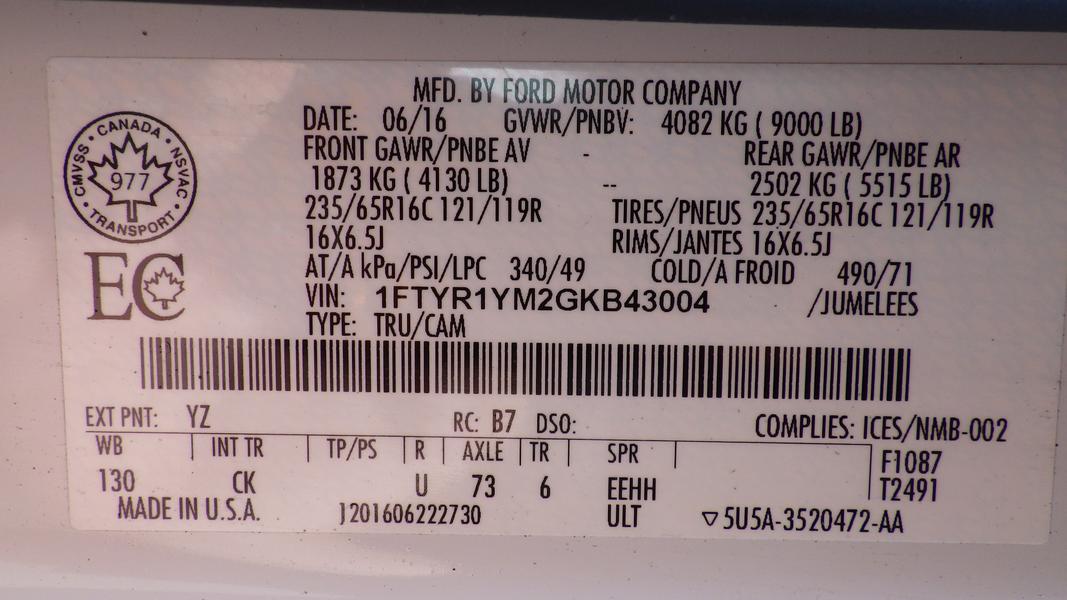 MFD. BY FORD MOTOR COMPANY
DATE: 06/16 GVWR/PNBV: 4082 KG ( 9000 LB)
FRONT GAWR/PNBE AV - REAR GAWR/PNBE AR
1873 KG ( 4130 LB) -- 2502 KG ( 5515 LB)
235/65R16C 121/119R TIRES/PNEUS 235/65R16C 121/119R
16X6.5J RIMS/JANTES 16X6.5J
AT/A kPa/PSI/LPC 340/49 COLD/A FROID 490/71
VIN: 1FTYR1YM2GKB43004 /JUMELEES
TYPE: TRU/CAM
CANADA
CMVSS 977 NSVAC
TRANSPORT
EC
EXT PNT: YZ RC: B7 DSO: COMPLIES: ICES/NMB-002
WB INT TR TP/PS R AXLE TR SPR F1087
130 CK U 73 6 EEHH T2491
MADE IN U.S.A. J201606222730 ULT ▽5U5A-3520472-AA